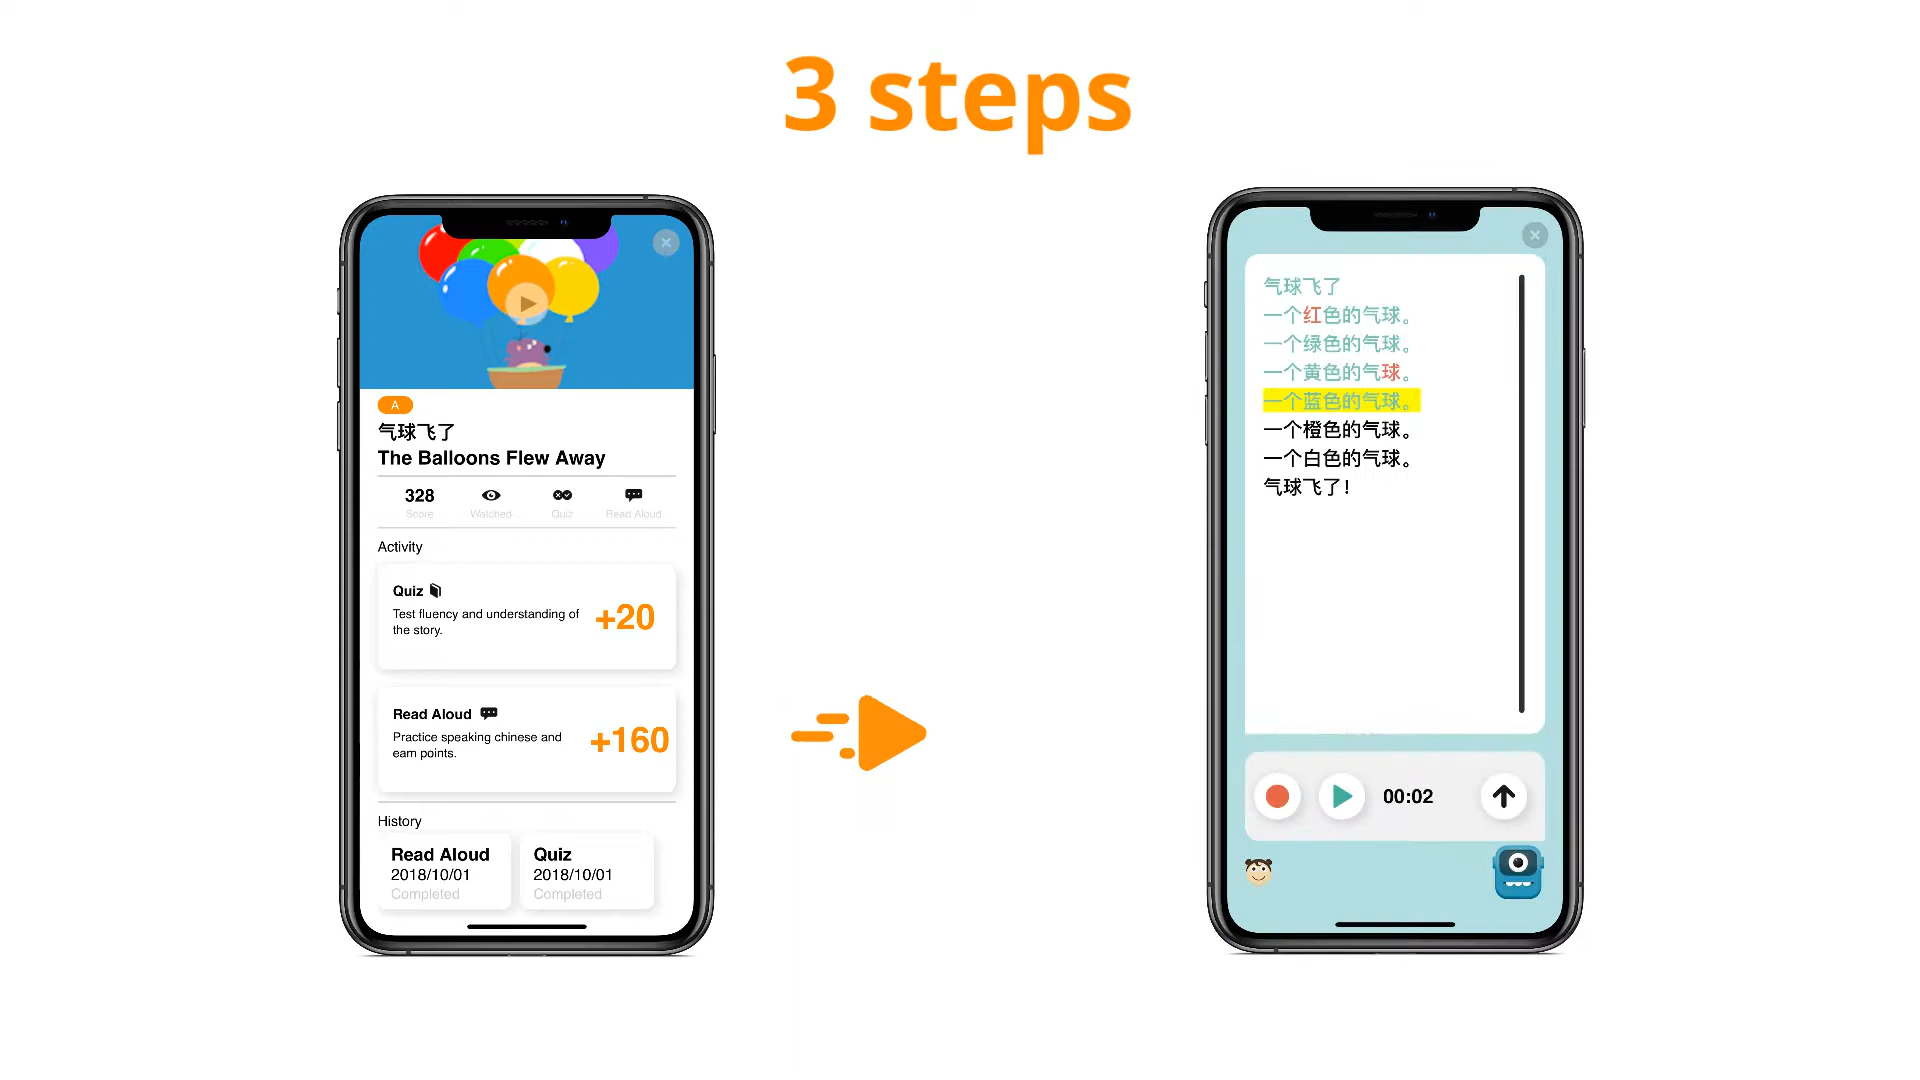 3 steps
A
气球飞了
The Balloons Flew Away
328
Score
Watched
Quiz
Read Aloud
Activity
Quiz
Test fluency and understanding of
the story.
+20
Read Aloud
Practice speaking chinese and
earn points.
+160
History
Read Aloud
2018/10/01
Completed
Quiz
2018/10/01
Completed
气球飞了
一个红色的气球。
一个绿色的气球。
一个黄色的气球。
一个蓝色的气球。
一个橙色的气球。
一个白色的气球。
气球飞了!
00:02